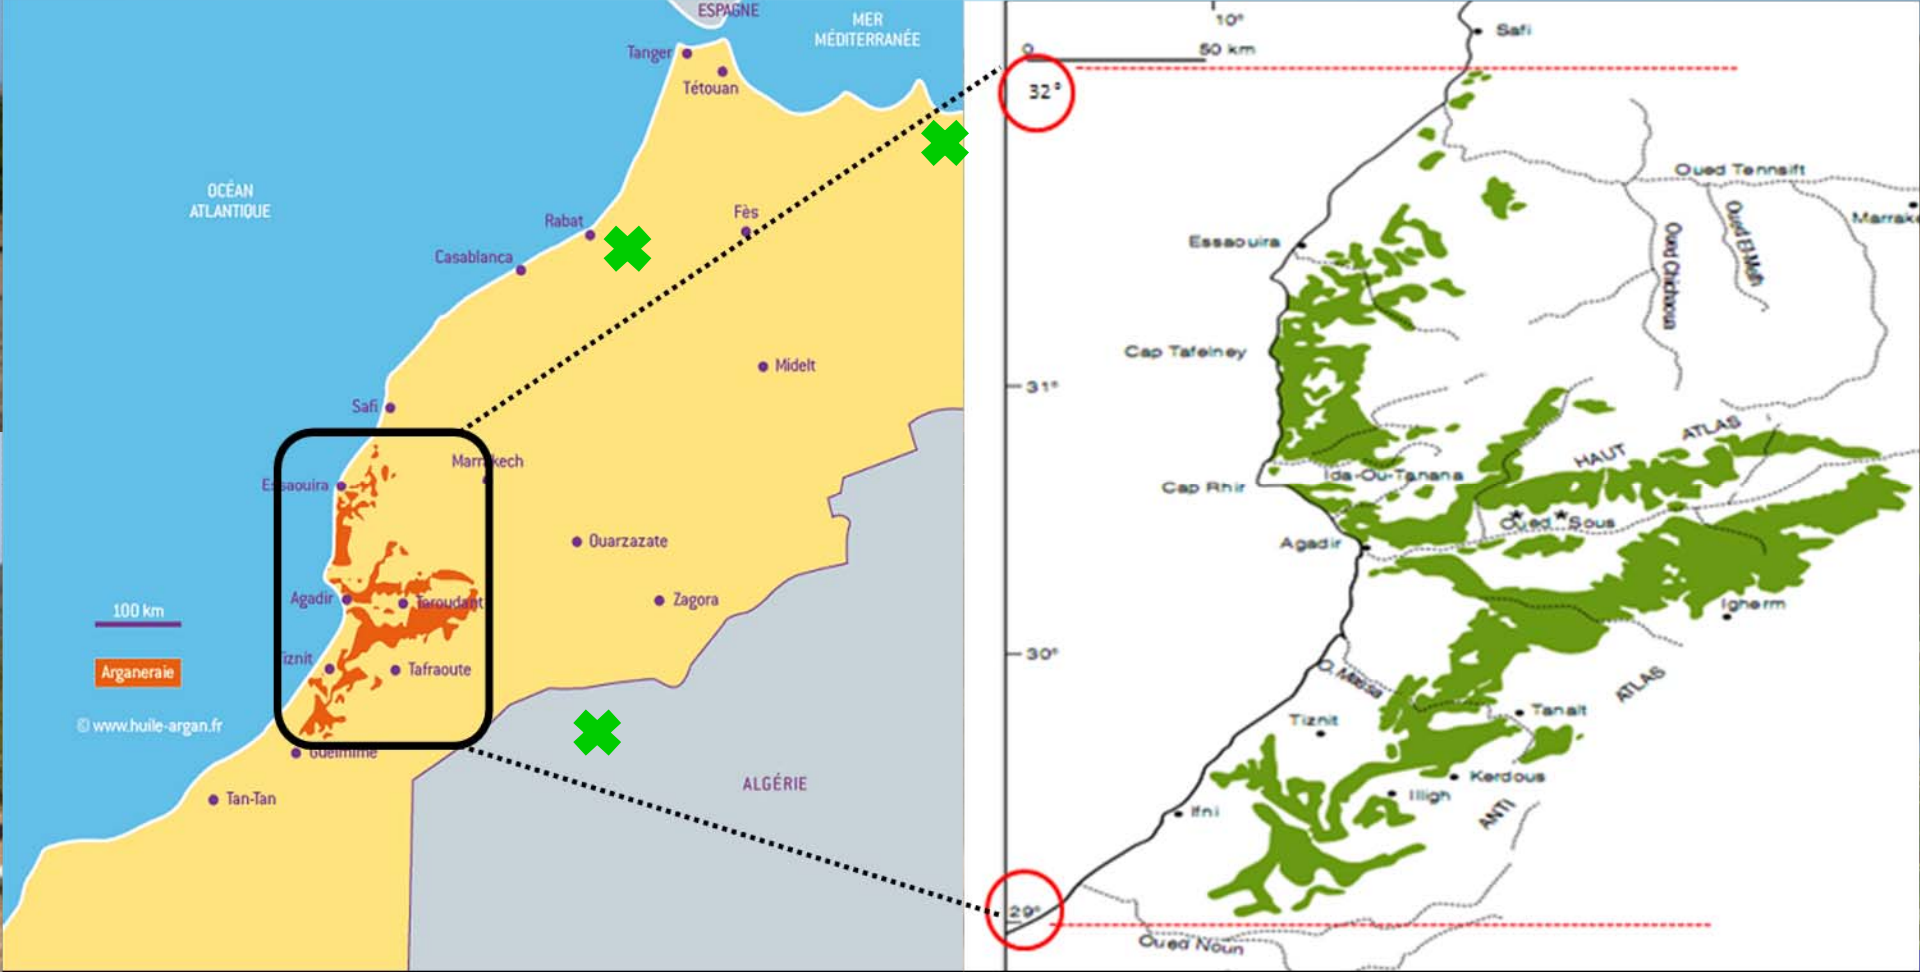 ESPAGNE
MER
MÉDITERRANÉE
Tanger
Tétouan
OCÉAN
ATLANTIQUE
Rabat
Fès
Casablanca
Midelt
Safi
Marrakech
Essaouira
Ouarzazate
Agadir
Taroudant
Zagora
100 km
Tiznit
Tafraoute
Arganeraie
© www.huile-argan.fr
Guelmime
ALGÉRIE
Tan-Tan
10°
Safi
0
50 km
32°
Oued Tennsift
Marrake
Oued El-Malh
Oued Chichaoua
Essaouira
Cap Tafelney
31°
HAUT ATLAS
Ida-Ou-Tanana
Cap Rhir
Oued Sous
Agadir
Igherm
30°
O. Massa
ATLAS
Tanalt
Tiznit
Kerdous
Illigh
ANTI
Ifni
29°
Oued Noun